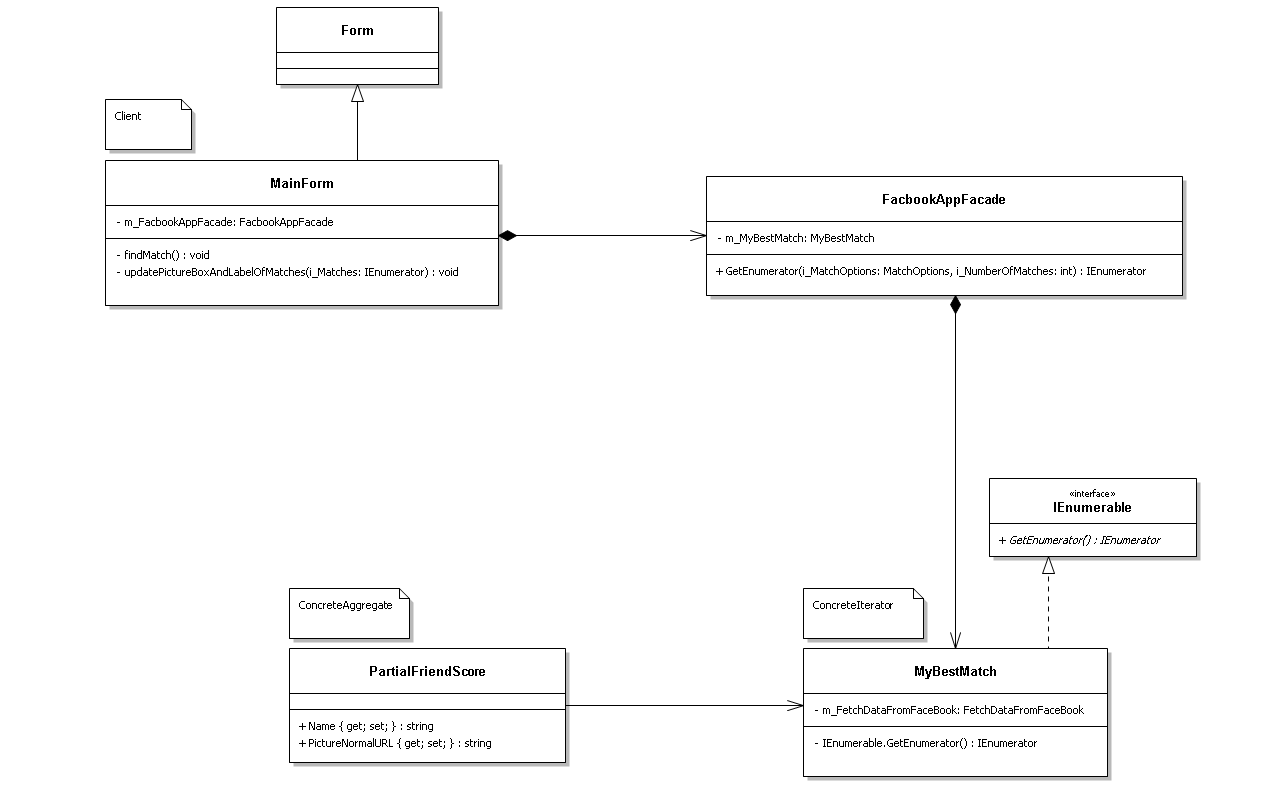 Form
Client
MainForm
- m_FacbookAppFacade: FacbookAppFacade
- findMatch() : void
- updatePictureBoxAndLabelOfMatches(i_Matches: IEnumerator) : void
FacbookAppFacade
- m_MyBestMatch: MyBestMatch
+ GetEnumerator(i_MatchOptions: MatchOptions, i_NumberOfMatches: int) : IEnumerator
«interface»
IEnumerable
+ GetEnumerator() : IEnumerator
ConcreteAggregate
PartialFriendScore
+ Name { get; set; } : string
+ PictureNormalURL { get; set; } : string
ConcreteIterator
MyBestMatch
- m_FetchDataFromFaceBook: FetchDataFromFaceBook
- IEnumerable.GetEnumerator() : IEnumerator